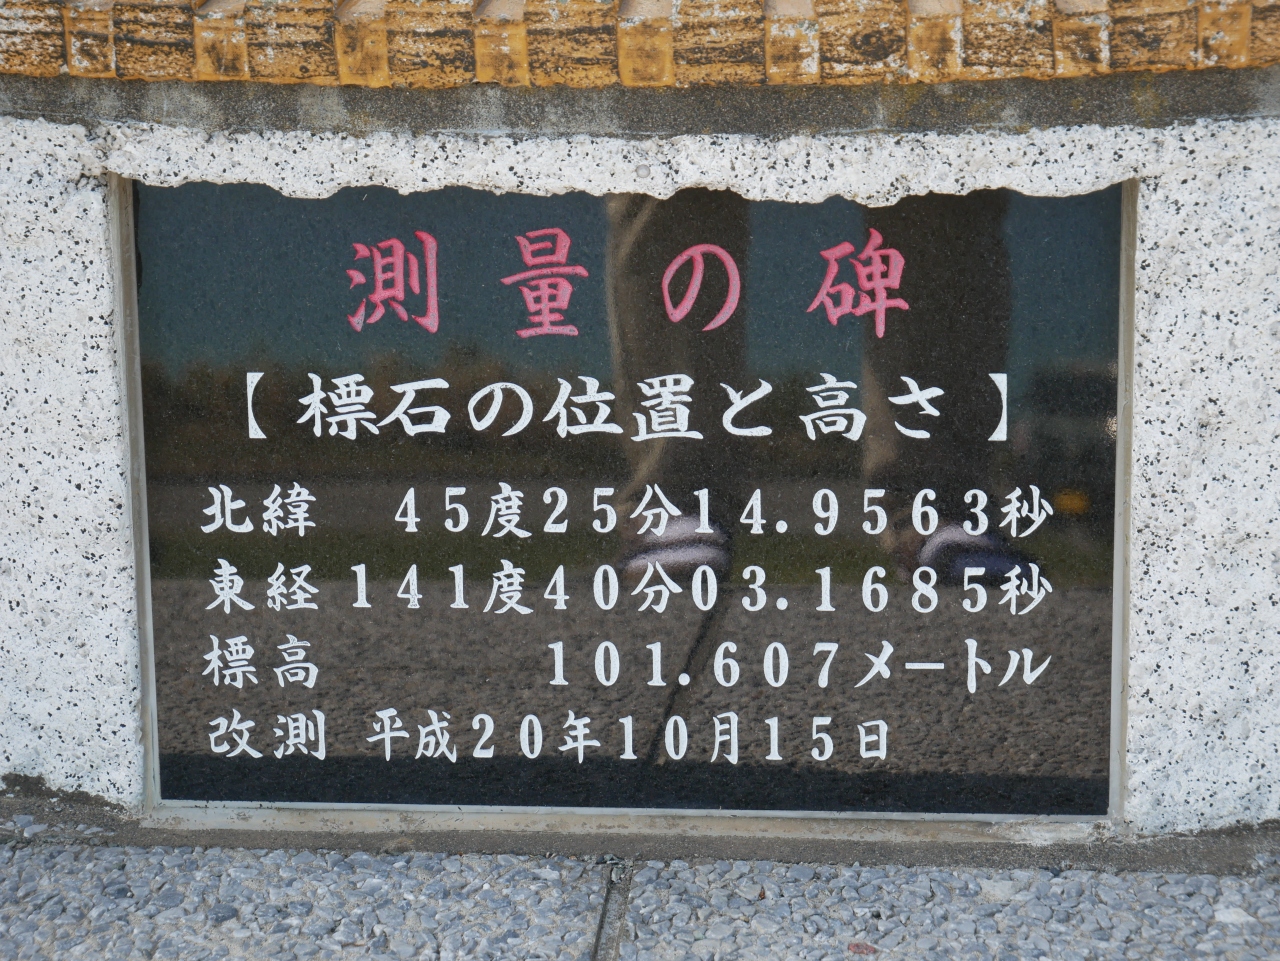 測量の碑
【標石の位置と高さ】
北緯 45度25分14.9563秒
東経141度40分03.1685秒
標高 101.607メートル
改測 平成20年10月15日